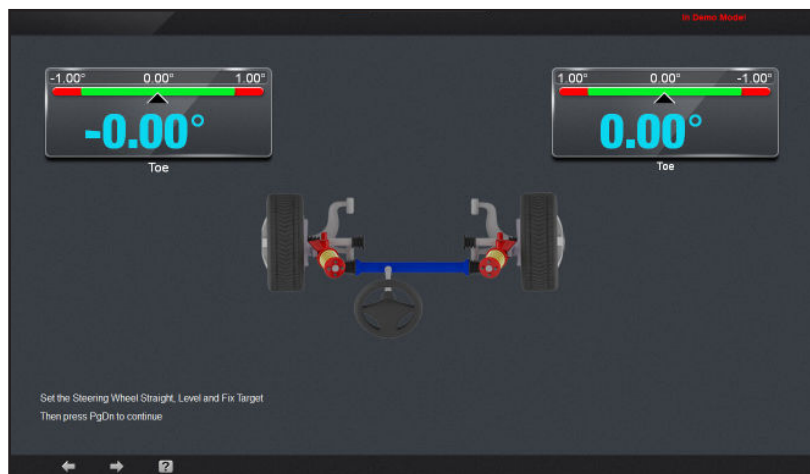 In Demo Model
-1.00° 0.00° 1.00°
-0.00°
Toe
1.00° 0.00° -1.00°
0.00°
Toe
Set the Steering Wheel Straight, Level and Fix Target
Then press PgDn to continue
?